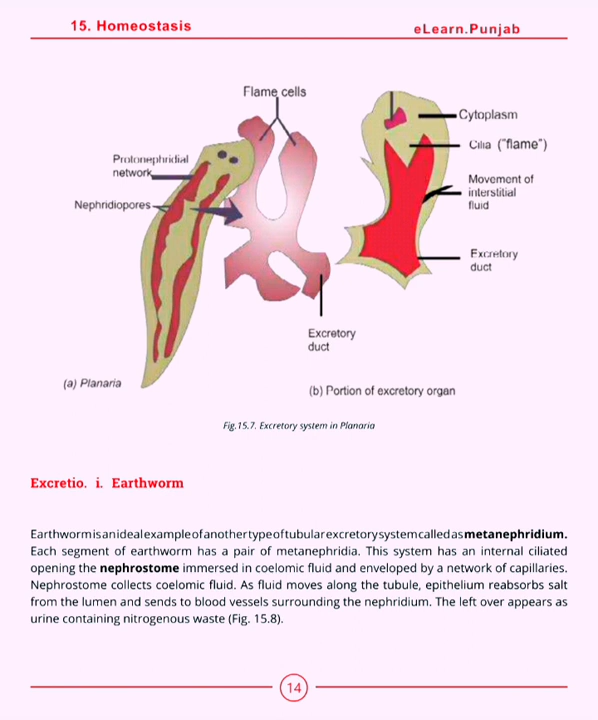 15. Homeostasis
eLearn.Punjab
Flame cells
Cytoplasm
Cilia ("flame")
Protonephridial
network
Movement of
interstitial
fluid
Nephridiopores
Excretory
duct
Excretory
duct
(a) Planaria
(b) Portion of excretory organ
Fig.15.7. Excretory system in Planaria
Excretio. i. Earthworm
Earthwormisanidealexampleofanothertypeoftubularexcretorysystemcalledasmetanephridium.
Each segment of earthworm has a pair of metanephridia. This system has an internal ciliated
opening the nephrostome immersed in coelomic fluid and enveloped by a network of capillaries.
Nephrostome collects coelomic fluid. As fluid moves along the tubule, epithelium reabsorbs salt
from the lumen and sends to blood vessels surrounding the nephridium. The left over appears as
urine containing nitrogenous waste (Fig. 15.8).
14